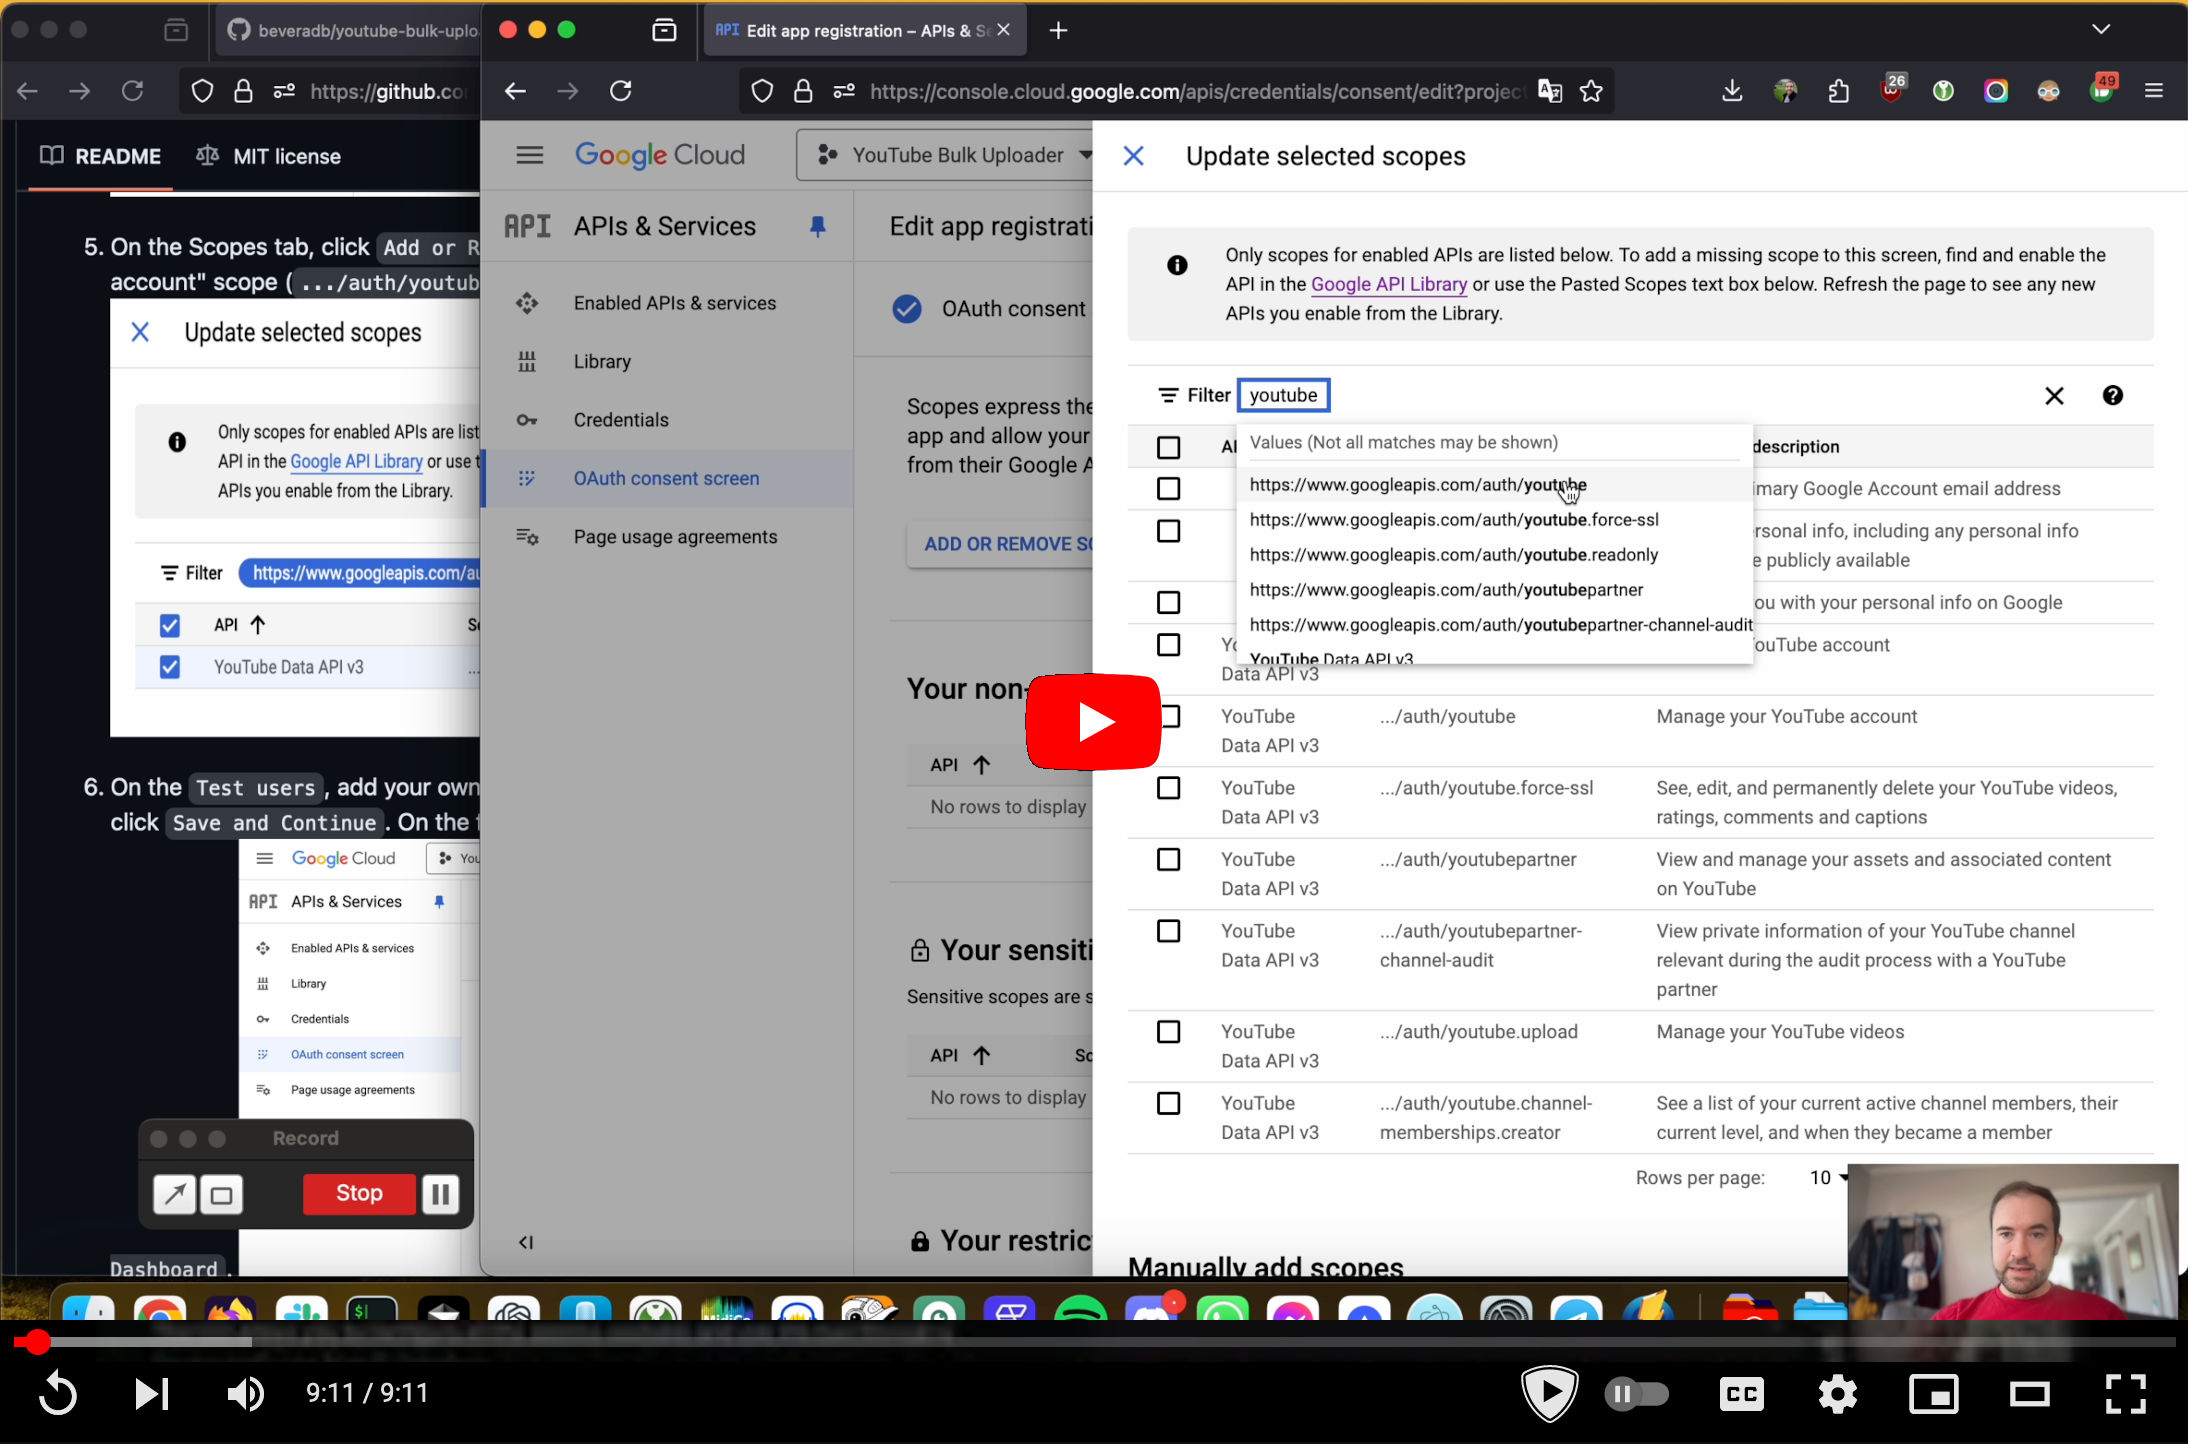 beveradb/youtube-bulk-uplo
API Edit app registration – APIs & Se
https://github.co
https://console.cloud.google.com/apis/credentials/consent/edit?project
26
49
README
MIT license
5. On the Scopes tab, click Add or R
account" scope ( .../auth/youtub
Update selected scopes
Only scopes for enabled APIs are list
API in the Google API Library or use t
APIs you enable from the Library.
Filter
https://www.googleapis.com/au
API
YouTube Data API v3
...
6. On the Test users , add your own
click Save and Continue . On the
Google Cloud
You
API APIs & Services
Enabled APIs & services
Library
Credentials
OAuth consent screen
Page usage agreements
Record
Stop
Dashboard .
Google Cloud
YouTube Bulk Uploader
API APIs & Services
Enabled APIs & services
Library
Credentials
OAuth consent screen
Page usage agreements
Edit app registrati
OAuth consent
Scopes express the
app and allow your
from their Google A
ADD OR REMOVE SC
Your non-
API
No rows to display
Your sensiti
Sensitive scopes are s
API Sc
No rows to display
Your restric
Update selected scopes
Only scopes for enabled APIs are listed below. To add a missing scope to this screen, find and enable the
API in the Google API Library or use the Pasted Scopes text box below. Refresh the page to see any new
APIs you enable from the Library.
Filter youtube
Values (Not all matches may be shown)
https://www.googleapis.com/auth/youtube
https://www.googleapis.com/auth/youtube.force-ssl
https://www.googleapis.com/auth/youtube.readonly
https://www.googleapis.com/auth/youtubepartner
https://www.googleapis.com/auth/youtubepartner-channel-audit
YouTube Data API v3
description
imary Google Account email address
rsonal info, including any personal info
e publicly available
ou with your personal info on Google
ouTube account
Data API v3
YouTube .../auth/youtube Manage your YouTube account
Data API v3
YouTube .../auth/youtube.force-ssl See, edit, and permanently delete your YouTube videos,
Data API v3 ratings, comments and captions
YouTube .../auth/youtubepartner View and manage your assets and associated content
Data API v3 on YouTube
YouTube .../auth/youtubepartner- View private information of your YouTube channel
Data API v3 channel-audit relevant during the audit process with a YouTube
partner
YouTube .../auth/youtube.upload Manage your YouTube videos
Data API v3
YouTube .../auth/youtube.channel- See a list of your current active channel members, their
Data API v3 memberships.creator current level, and when they became a member
Rows per page: 10
Manually add scopes
9:11 / 9:11
CC